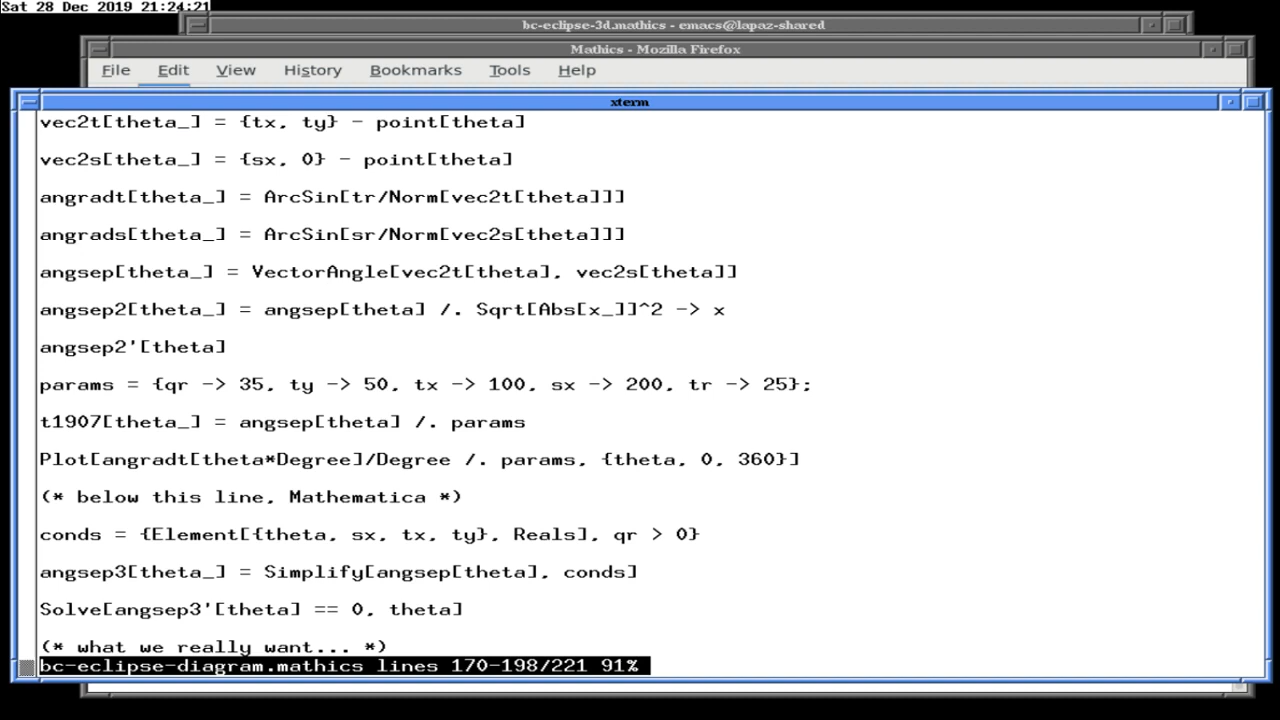 Sat 28 Dec 2019 21:24:21
bc-eclipse-3d.mathics - emacs@lapaz-shared
Mathics - Mozilla Firefox
File Edit View History Bookmarks Tools Help
xterm
vec2t[theta_] = {tx, ty} - point[theta]
vec2s[theta_] = {sx, 0} - point[theta]
angradt[theta_] = ArcSin[tr/Norm[vec2t[theta]]]
angrads[theta_] = ArcSin[sr/Norm[vec2s[theta]]]
angsep[theta_] = VectorAngle[vec2t[theta], vec2s[theta]]
angsep2[theta_] = angsep[theta] /. Sqrt[Abs[x_]]^2 -> x
angsep2'[theta]
params = {qr -> 35, ty -> 50, tx -> 100, sx -> 200, tr -> 25};
t1907[theta_] = angsep[theta] /. params
Plot[angradt[theta*Degree]/Degree /. params, {theta, 0, 360}]
(* below this line, Mathematica *)
conds = {Element[{theta, sx, tx, ty}, Reals], qr > 0}
angsep3[theta_] = Simplify[angsep[theta], conds]
Solve[angsep3'[theta] == 0, theta]
(* what we really want... *)
bc-eclipse-diagram.mathics lines 170-198/221 91%